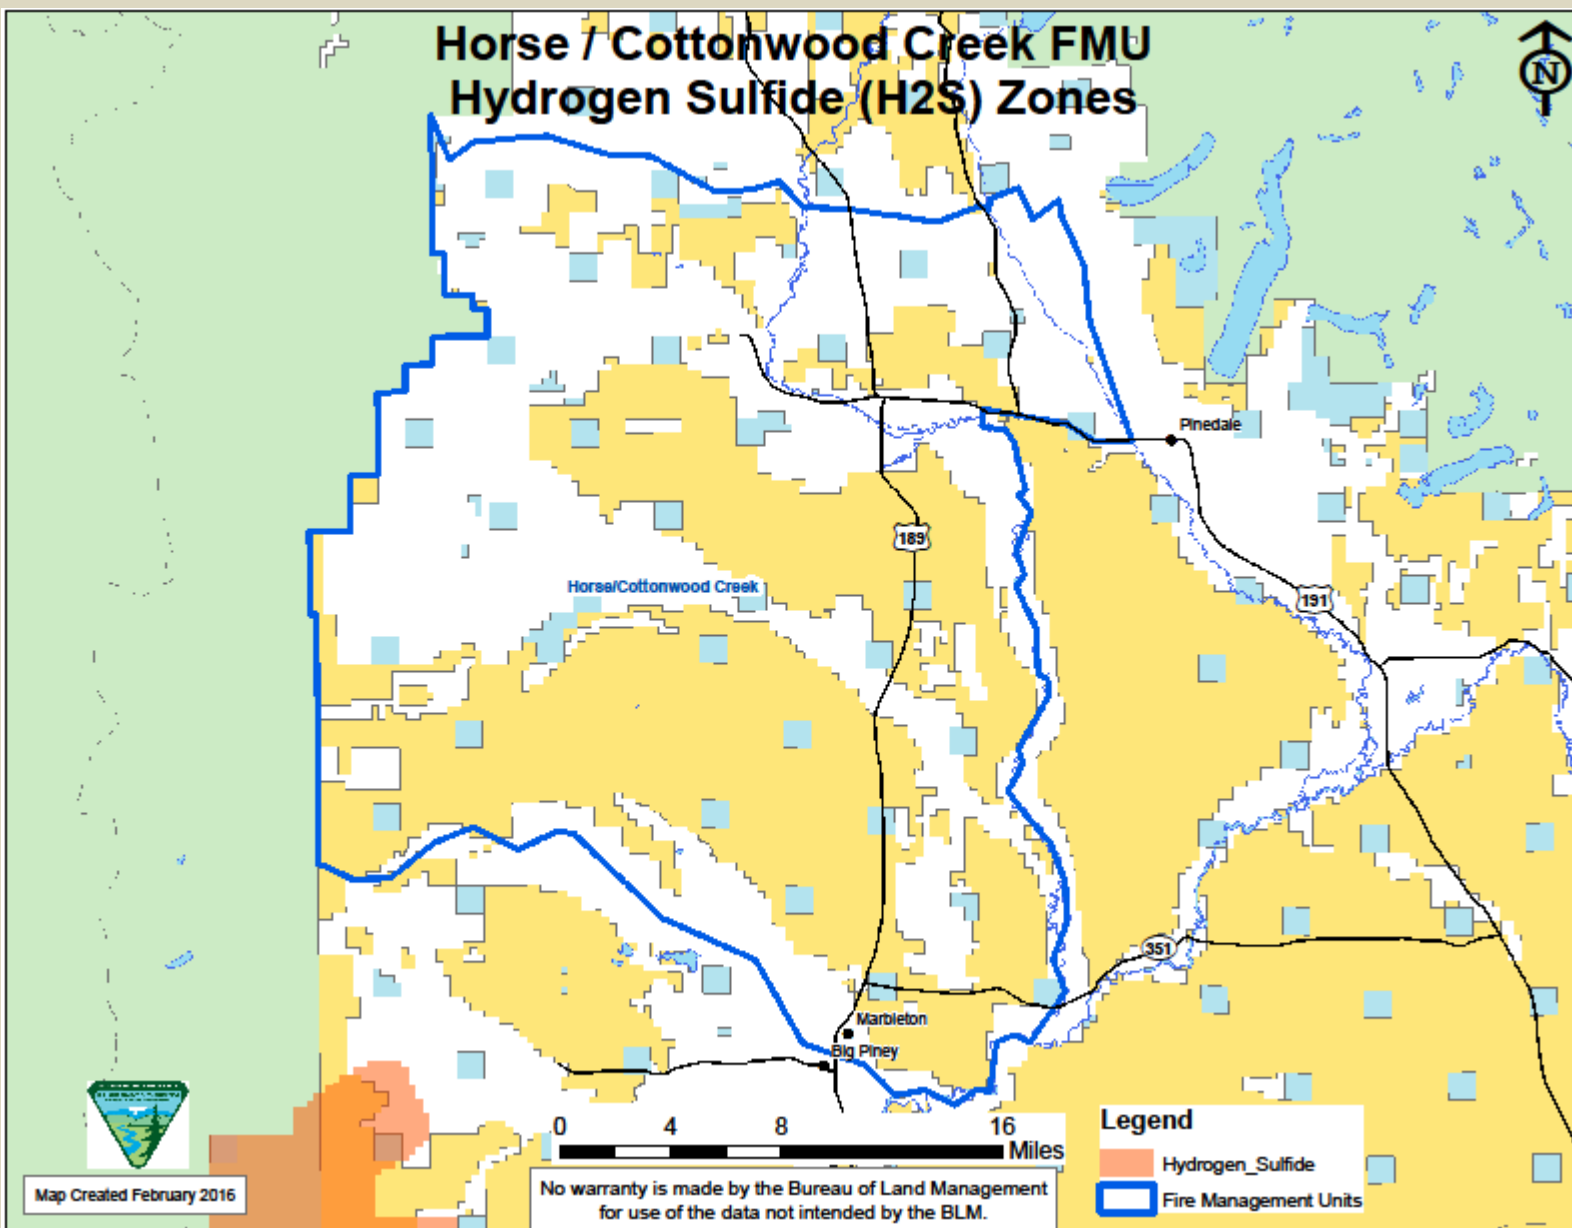 Horse / Cottonwood Creek FMU
Hydrogen Sulfide (H2S) Zones
N
Pinedale
189
Horse/Cottonwood Creek
191
351
Marbleton
Big Piney
0 4 8 16
Miles
Legend
Hydrogen_Sulfide
Fire Management Units
Map Created February 2016
No warranty is made by the Bureau of Land Management
for use of the data not intended by the BLM.